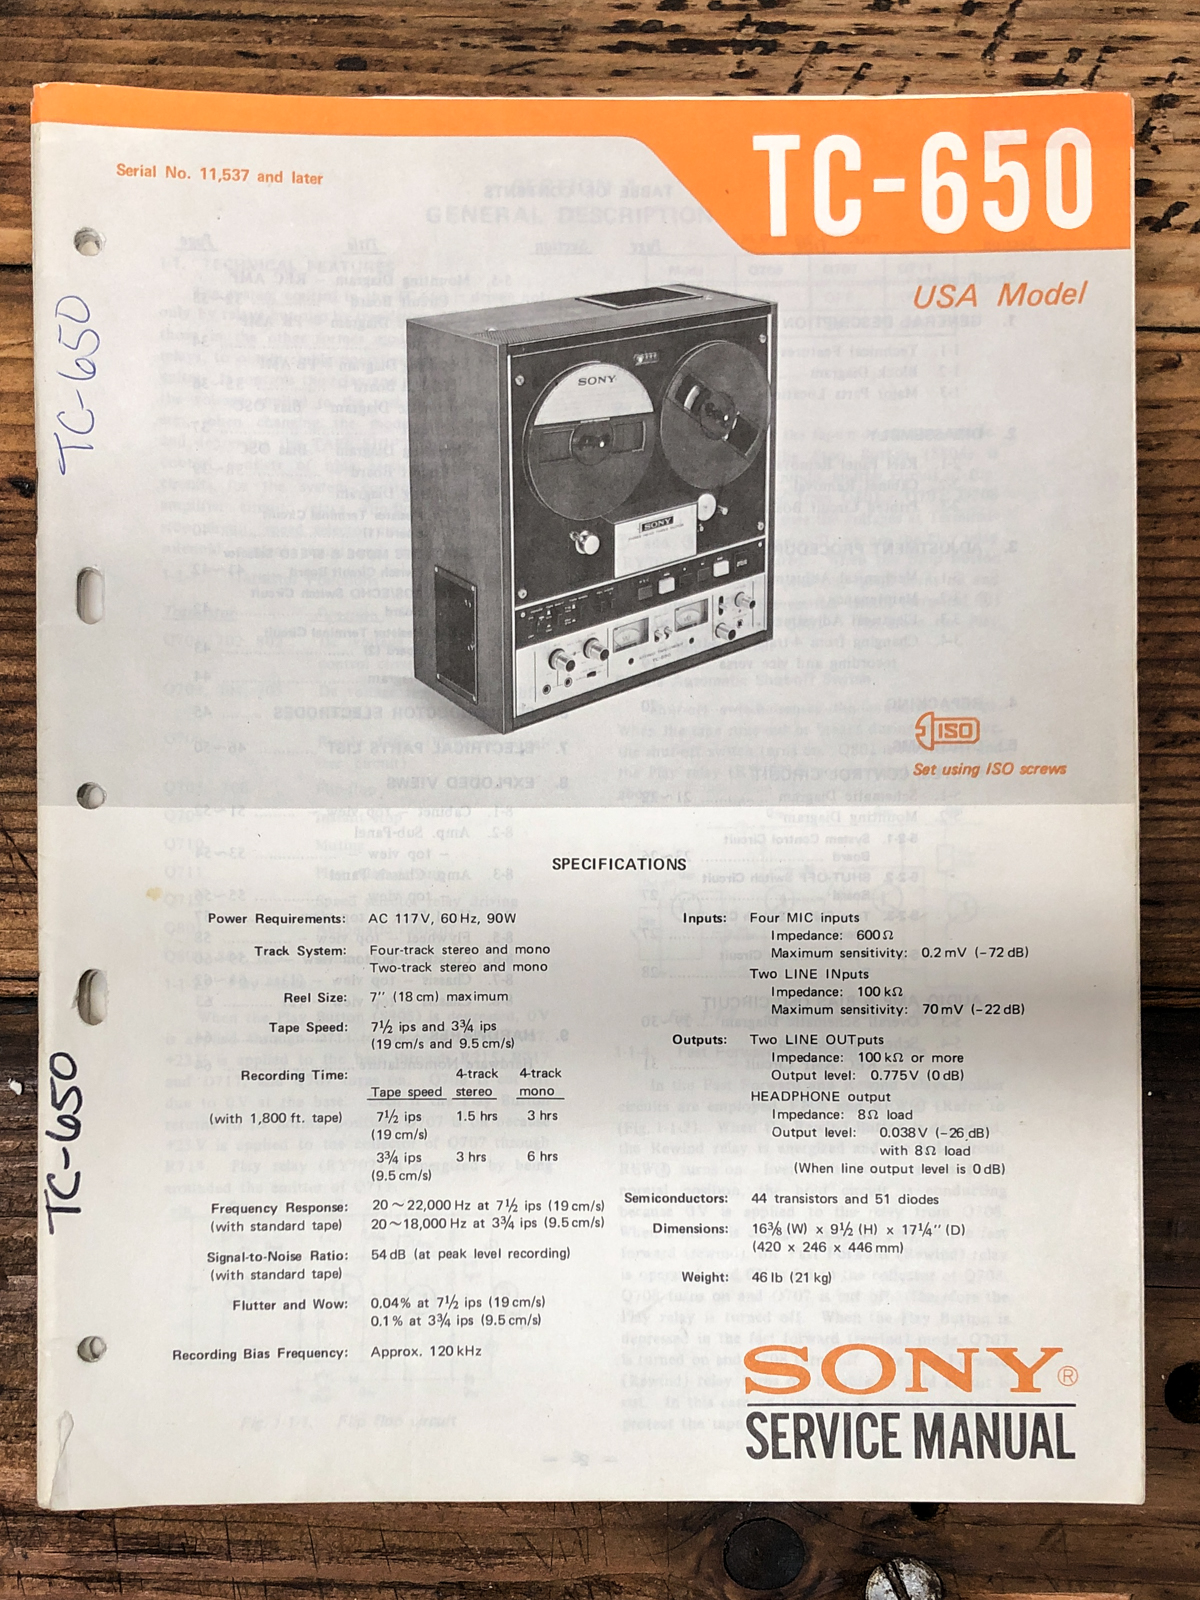 TC-650
Serial No. 11,537 and later
USA Model
TC-650
SONY
SONY
ISO
Set using ISO screws
SPECIFICATIONS
Power Requirements: AC 117V, 60Hz, 90W
Track System: Four-track stereo and mono
Two-track stereo and mono
Reel Size: 7" (18 cm) maximum
Tape Speed: 7½ ips and 3¾ ips
(19 cm/s and 9.5 cm/s)
Recording Time: 4-track 4-track
Tape speed stereo mono
(with 1,800 ft. tape) 7½ ips 1.5 hrs 3 hrs
(19 cm/s)
3¾ ips 3 hrs 6 hrs
(9.5 cm/s)
Frequency Response: 20~22,000 Hz at 7½ ips (19 cm/s)
(with standard tape) 20~18,000 Hz at 3¾ ips (9.5 cm/s)
Signal-to-Noise Ratio: 54 dB (at peak level recording)
(with standard tape)
Flutter and Wow: 0.04% at 7½ ips (19 cm/s)
0.1% at 3¾ ips (9.5 cm/s)
Recording Bias Frequency: Approx. 120 kHz
Inputs: Four MIC inputs
Impedance: 600Ω
Maximum sensitivity: 0.2 mV (−72 dB)
Two LINE INputs
Impedance: 100 kΩ
Maximum sensitivity: 70 mV (−22 dB)
Outputs: Two LINE OUTputs
Impedance: 100 kΩ or more
Output level: 0.775V (0 dB)
HEADPHONE output
Impedance: 8Ω load
Output level: 0.038V (−26 dB)
with 8Ω load
(When line output level is 0 dB)
Semiconductors: 44 transistors and 51 diodes
Dimensions: 16⅜ (W) x 9½ (H) x 17¼" (D)
(420 x 246 x 446 mm)
Weight: 46 lb (21 kg)
TC-650
SONY®
SERVICE MANUAL